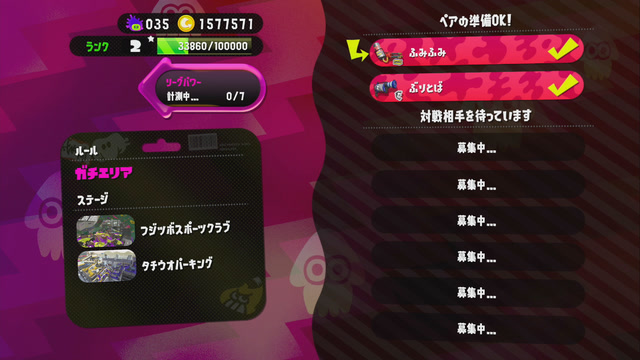 035 1577571
ランク 2 33860/100000
リーグパワー
計測中… 0/7
ルール
ガチエリア
ステージ
フジツボスポーツクラブ
タチウオパーキング
ペアの準備OK!
ふみふみ
ぶりとば
対戦相手を待っています
募集中…
募集中…
募集中…
募集中…
募集中…
募集中…